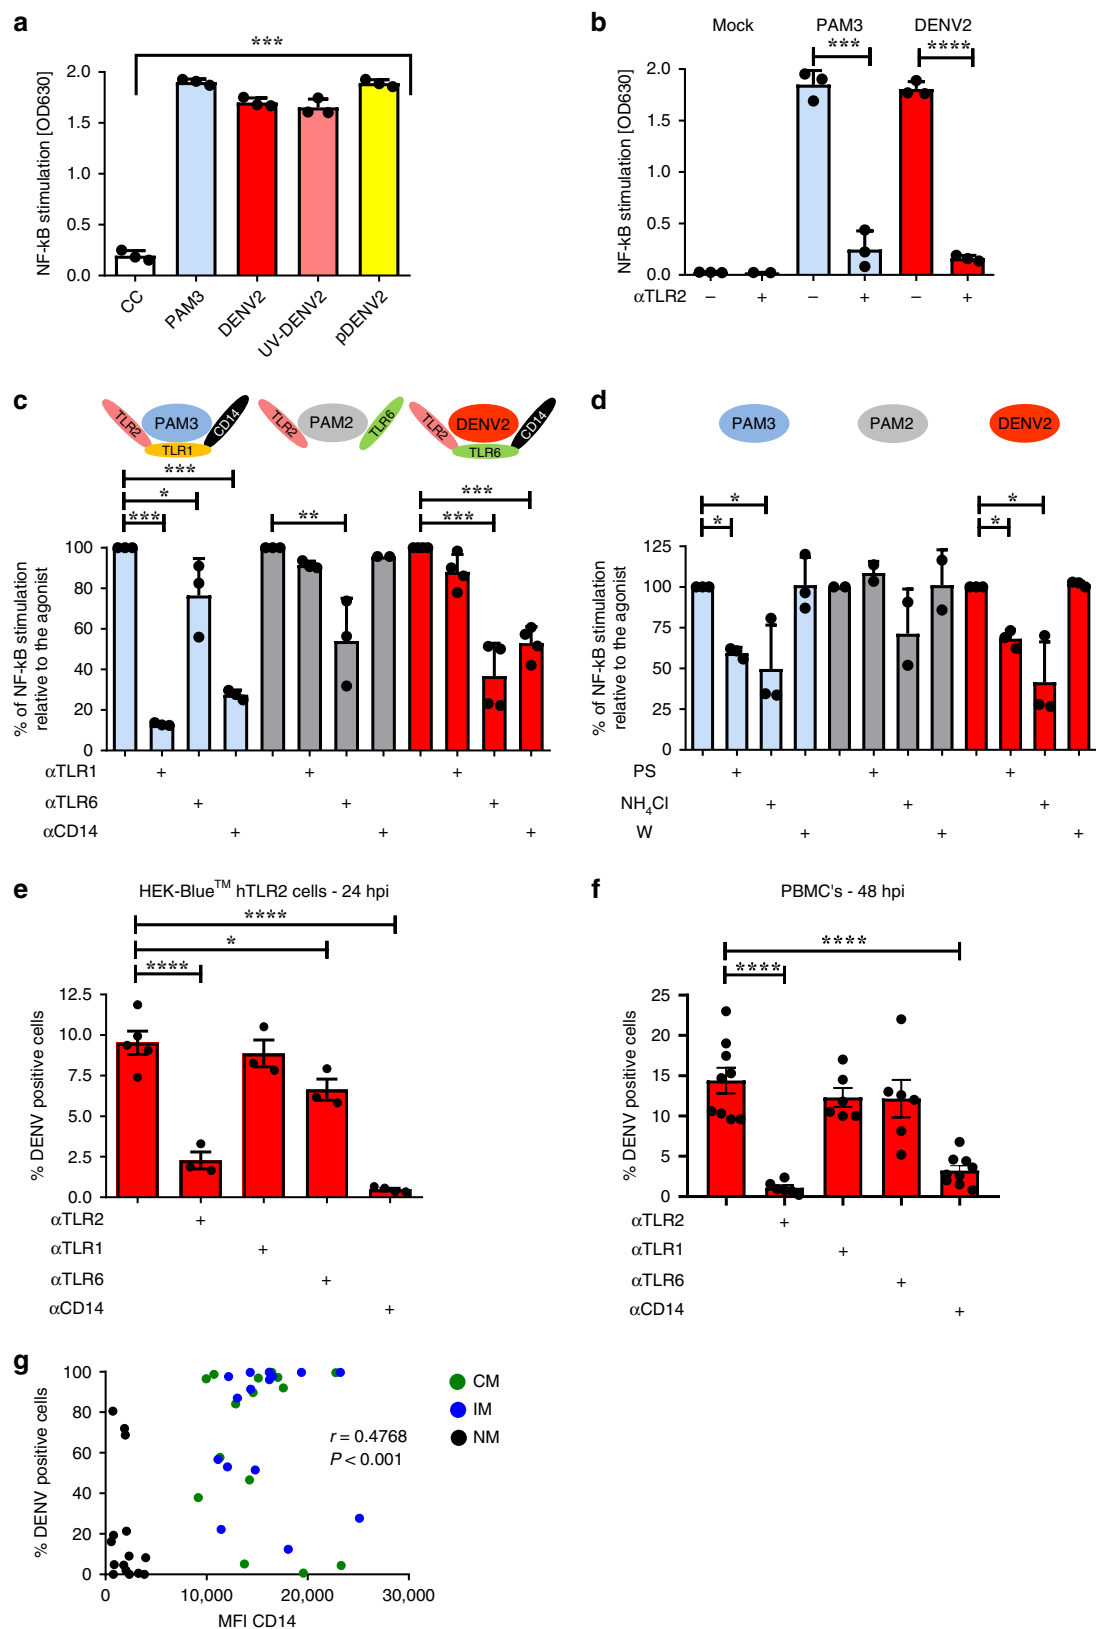 a
***
NF-kB stimulation [OD630]
2.0
1.5
1.0
0.5
0.0
CC
PAM3
DENV2
UV-DENV2
pDENV2
b
Mock
PAM3
DENV2
***
****
NF-kB stimulation [OD630]
2.0
1.5
1.0
0.5
0.0
αTLR2
−
+
−
+
−
+
c
TLR2
PAM3
CD14
TLR1
TLR2
PAM2
TLR6
TLR2
DENV2
CD14
TLR6
***
*
***
**
***
***
% of NF-kB stimulation
relative to the agonist
100
80
60
40
20
0
αTLR1
+
+
+
αTLR6
+
+
+
αCD14
+
+
+
d
PAM3
PAM2
DENV2
*
*
*
*
% of NF-kB stimulation
relative to the agonist
125
100
75
50
25
0
PS
+
+
+
NH4Cl
+
+
+
W
+
+
+
e
HEK-Blue™ hTLR2 cells - 24 hpi
****
*
****
% DENV positive cells
12.5
10.0
7.5
5.0
2.5
0.0
αTLR2
+
αTLR1
+
αTLR6
+
αCD14
+
f
PBMC's - 48 hpi
****
****
% DENV positive cells
25
20
15
10
5
0
αTLR2
+
αTLR1
+
αTLR6
+
αCD14
+
g
% DENV positive cells
100
80
60
40
20
0
0
10,000
20,000
30,000
MFI CD14
r = 0.4768
P < 0.001
CM
IM
NM